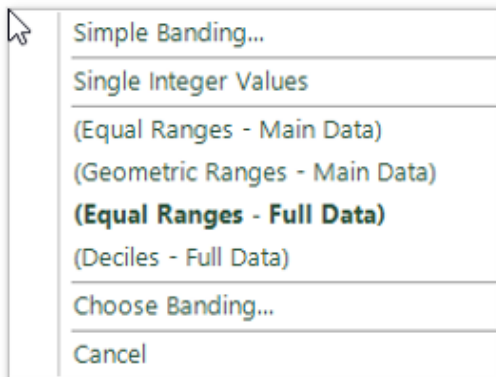 Simple Banding...
Single Integer Values
(Equal Ranges - Main Data)
(Geometric Ranges - Main Data)
(Equal Ranges - Full Data)
(Deciles - Full Data)
Choose Banding...
Cancel